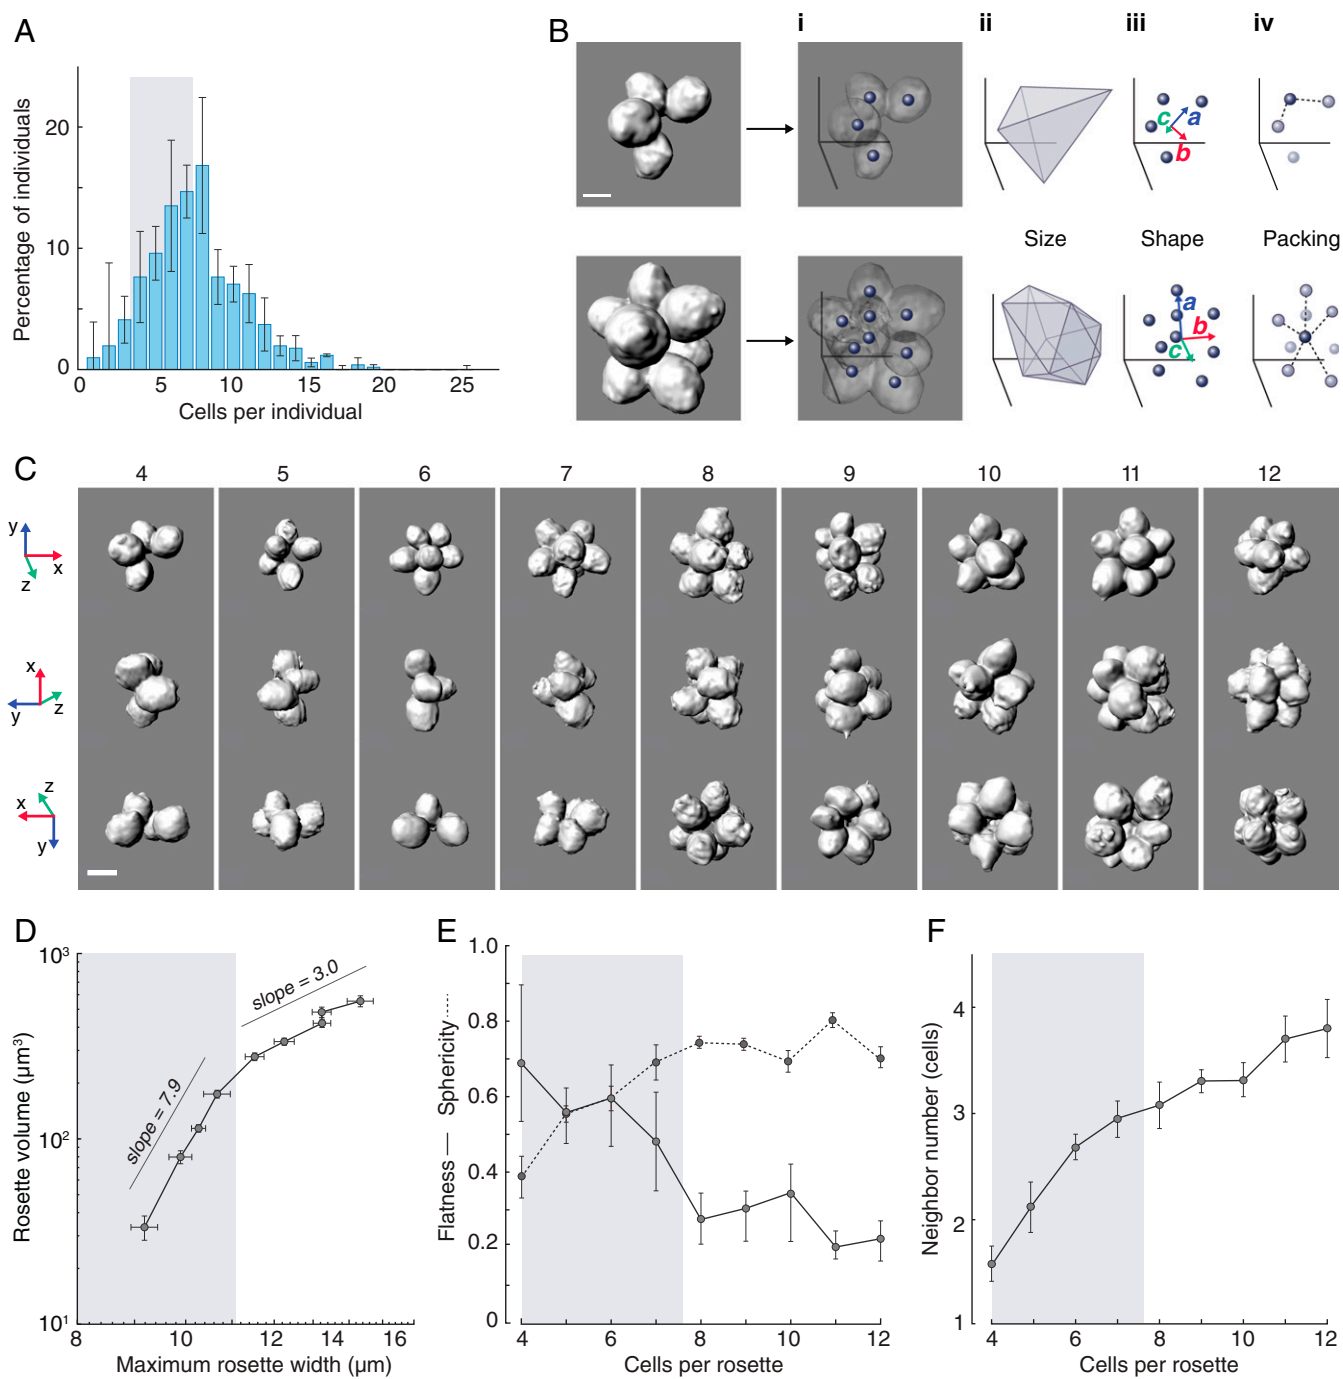 A
Percentage of individuals
20
10
0
0 5 10 15 20 25
Cells per individual
B
i ii iii iv
a
b
c
Size Shape Packing
a
b
c
C
4 5 6 7 8 9 10 11 12
y
x
z
x
y
z
z
x
y
D
Rosette volume (µm³)
10³
10²
10¹
slope = 7.9
slope = 3.0
8 10 12 14 16
Maximum rosette width (µm)
E
Flatness — Sphericity ·····
1.0
0.8
0.6
0.4
0.2
0
4 6 8 10 12
Cells per rosette
F
Neighbor number (cells)
4
3
2
1
4 6 8 10 12
Cells per rosette